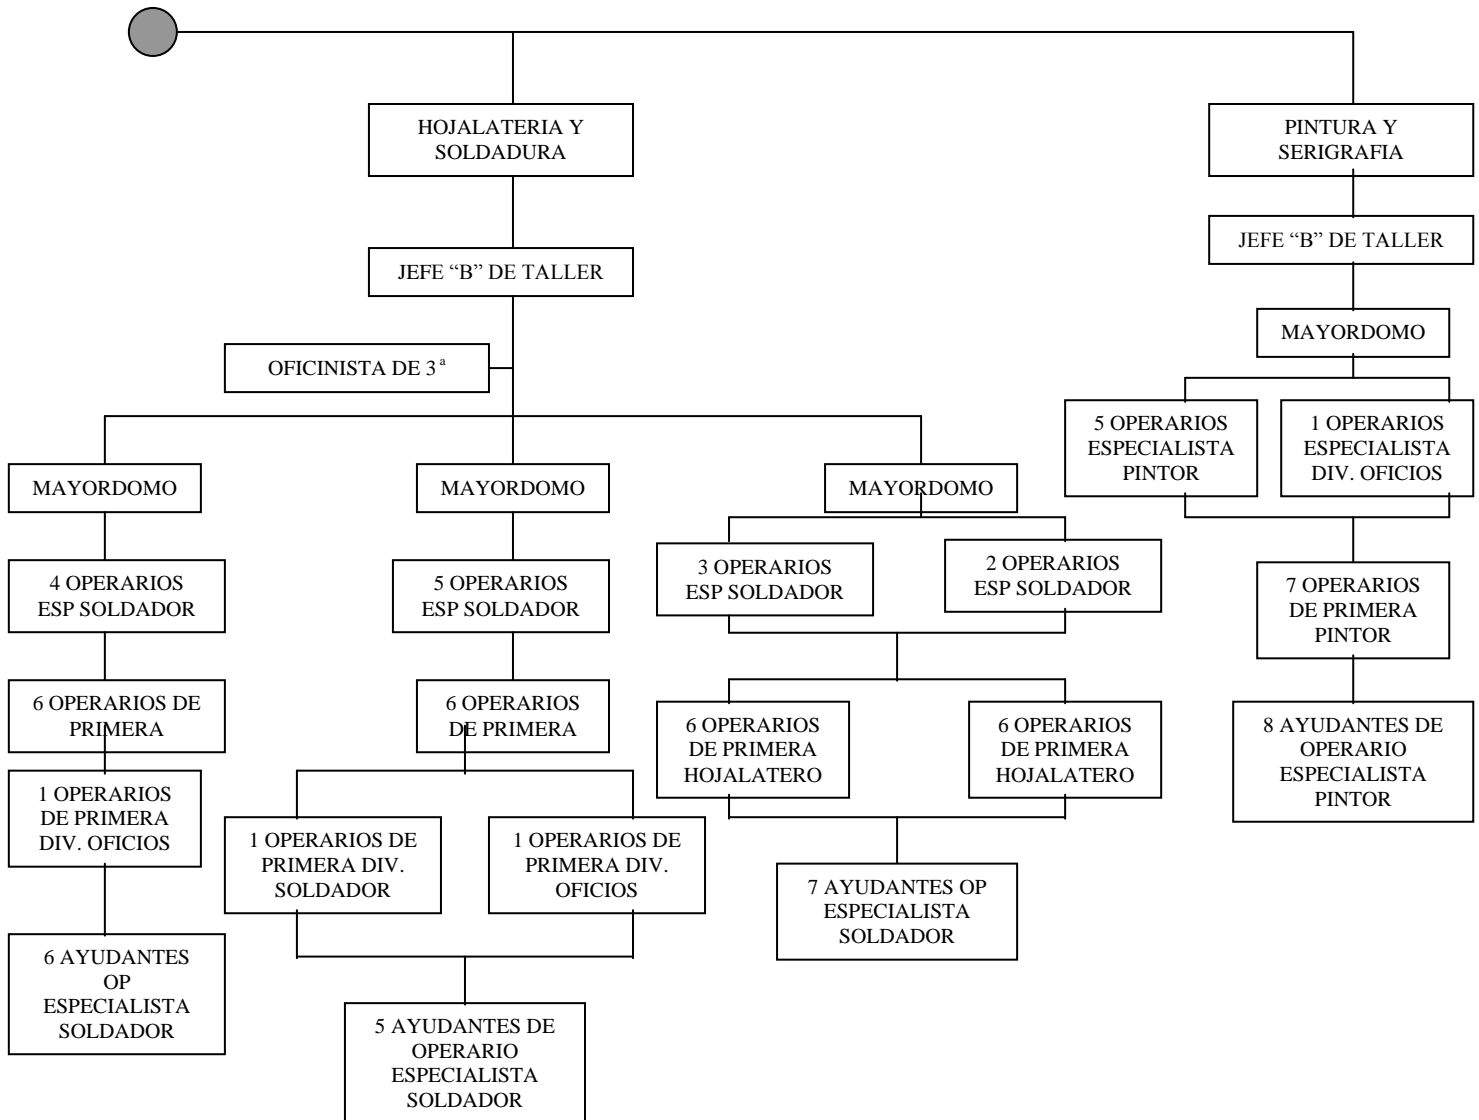 HOJALATERIA Y
SOLDADURA
PINTURA Y
SERIGRAFIA
JEFE “B” DE TALLER
JEFE “B” DE TALLER
OFICINISTA DE 3ª
MAYORDOMO
5 OPERARIOS
ESPECIALISTA
PINTOR
1 OPERARIOS
ESPECIALISTA
DIV. OFICIOS
MAYORDOMO
MAYORDOMO
MAYORDOMO
4 OPERARIOS
ESP SOLDADOR
5 OPERARIOS
ESP SOLDADOR
3 OPERARIOS
ESP SOLDADOR
2 OPERARIOS
ESP SOLDADOR
7 OPERARIOS
DE PRIMERA
PINTOR
6 OPERARIOS DE
PRIMERA
6 OPERARIOS
DE PRIMERA
6 OPERARIOS
DE PRIMERA
HOJALATERO
6 OPERARIOS
DE PRIMERA
HOJALATERO
8 AYUDANTES DE
OPERARIO
ESPECIALISTA
PINTOR
1 OPERARIOS
DE PRIMERA
DIV. OFICIOS
1 OPERARIOS DE
PRIMERA DIV.
SOLDADOR
1 OPERARIOS DE
PRIMERA DIV.
OFICIOS
7 AYUDANTES OP
ESPECIALISTA
SOLDADOR
6 AYUDANTES
OP
ESPECIALISTA
SOLDADOR
5 AYUDANTES DE
OPERARIO
ESPECIALISTA
SOLDADOR